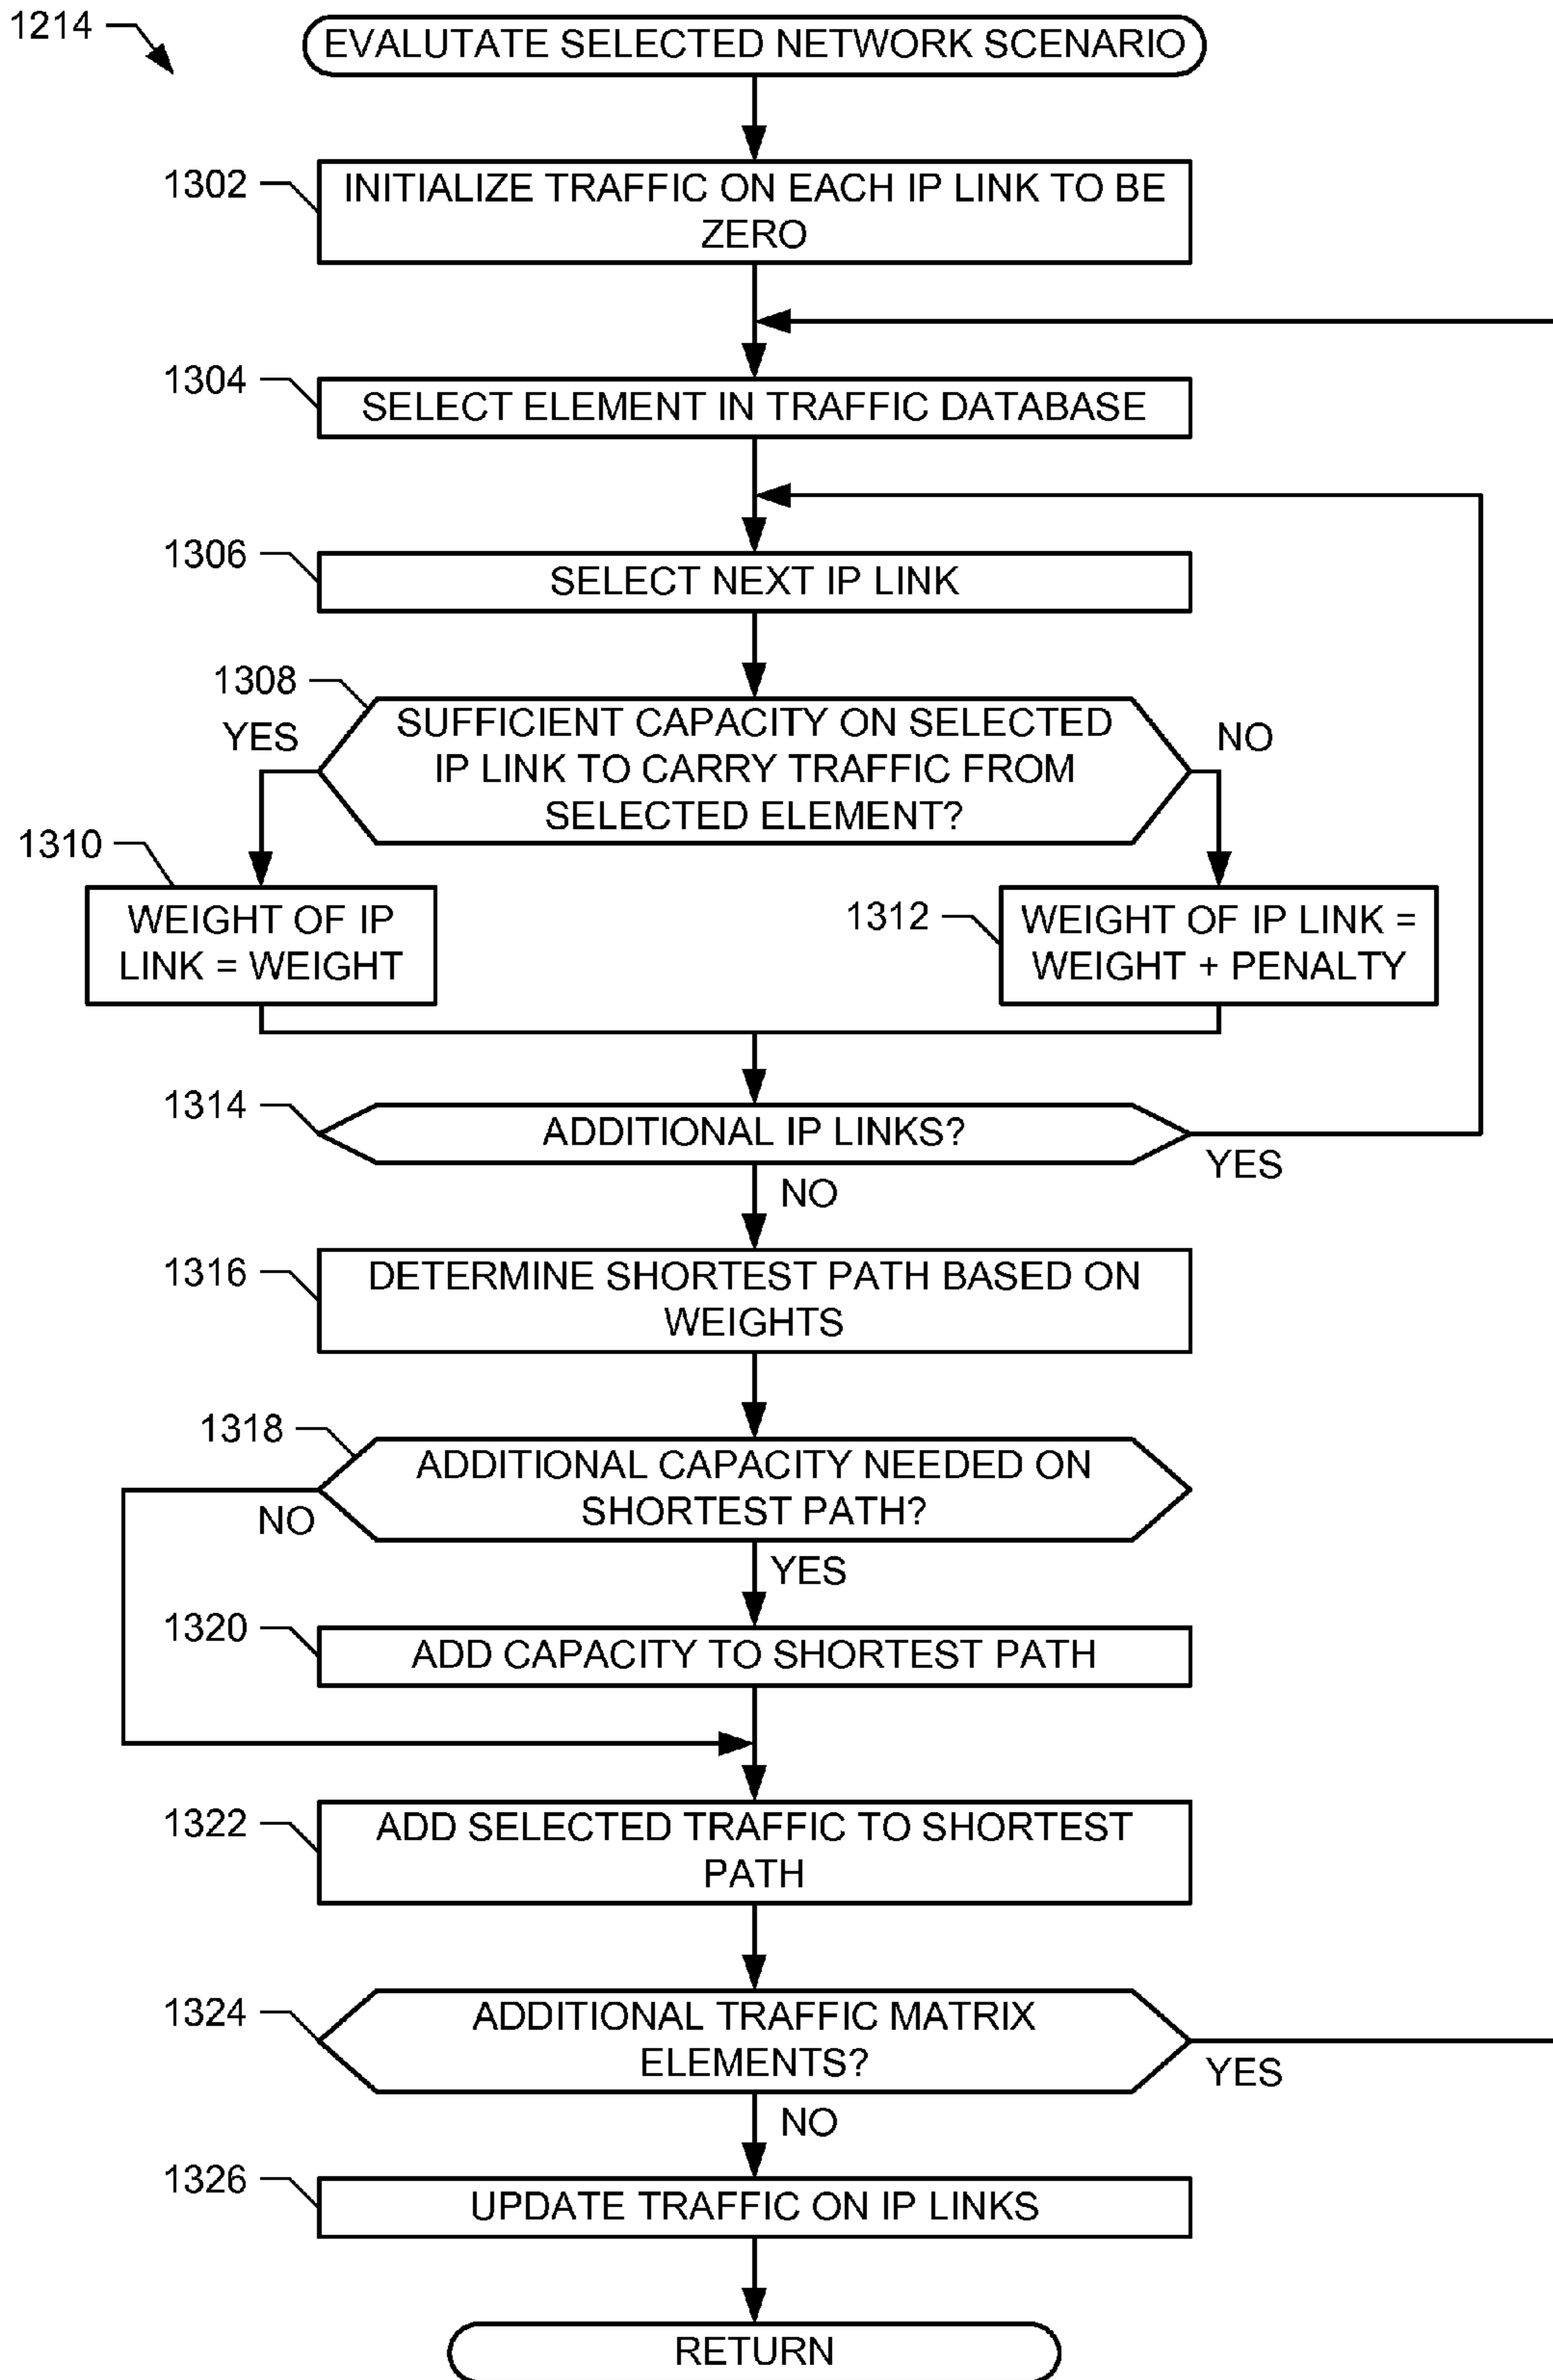 1214
EVALUTATE SELECTED NETWORK SCENARIO
1302
INITIALIZE TRAFFIC ON EACH IP LINK TO BE
ZERO
1304
SELECT ELEMENT IN TRAFFIC DATABASE
1306
SELECT NEXT IP LINK
1308
YES
SUFFICIENT CAPACITY ON SELECTED
IP LINK TO CARRY TRAFFIC FROM
SELECTED ELEMENT?
NO
1310
WEIGHT OF IP
LINK = WEIGHT
1312
WEIGHT OF IP LINK =
WEIGHT + PENALTY
1314
ADDITIONAL IP LINKS?
YES
NO
1316
DETERMINE SHORTEST PATH BASED ON
WEIGHTS
1318
ADDITIONAL CAPACITY NEEDED ON
SHORTEST PATH?
NO
YES
1320
ADD CAPACITY TO SHORTEST PATH
1322
ADD SELECTED TRAFFIC TO SHORTEST
PATH
1324
ADDITIONAL TRAFFIC MATRIX
ELEMENTS?
YES
NO
1326
UPDATE TRAFFIC ON IP LINKS
RETURN